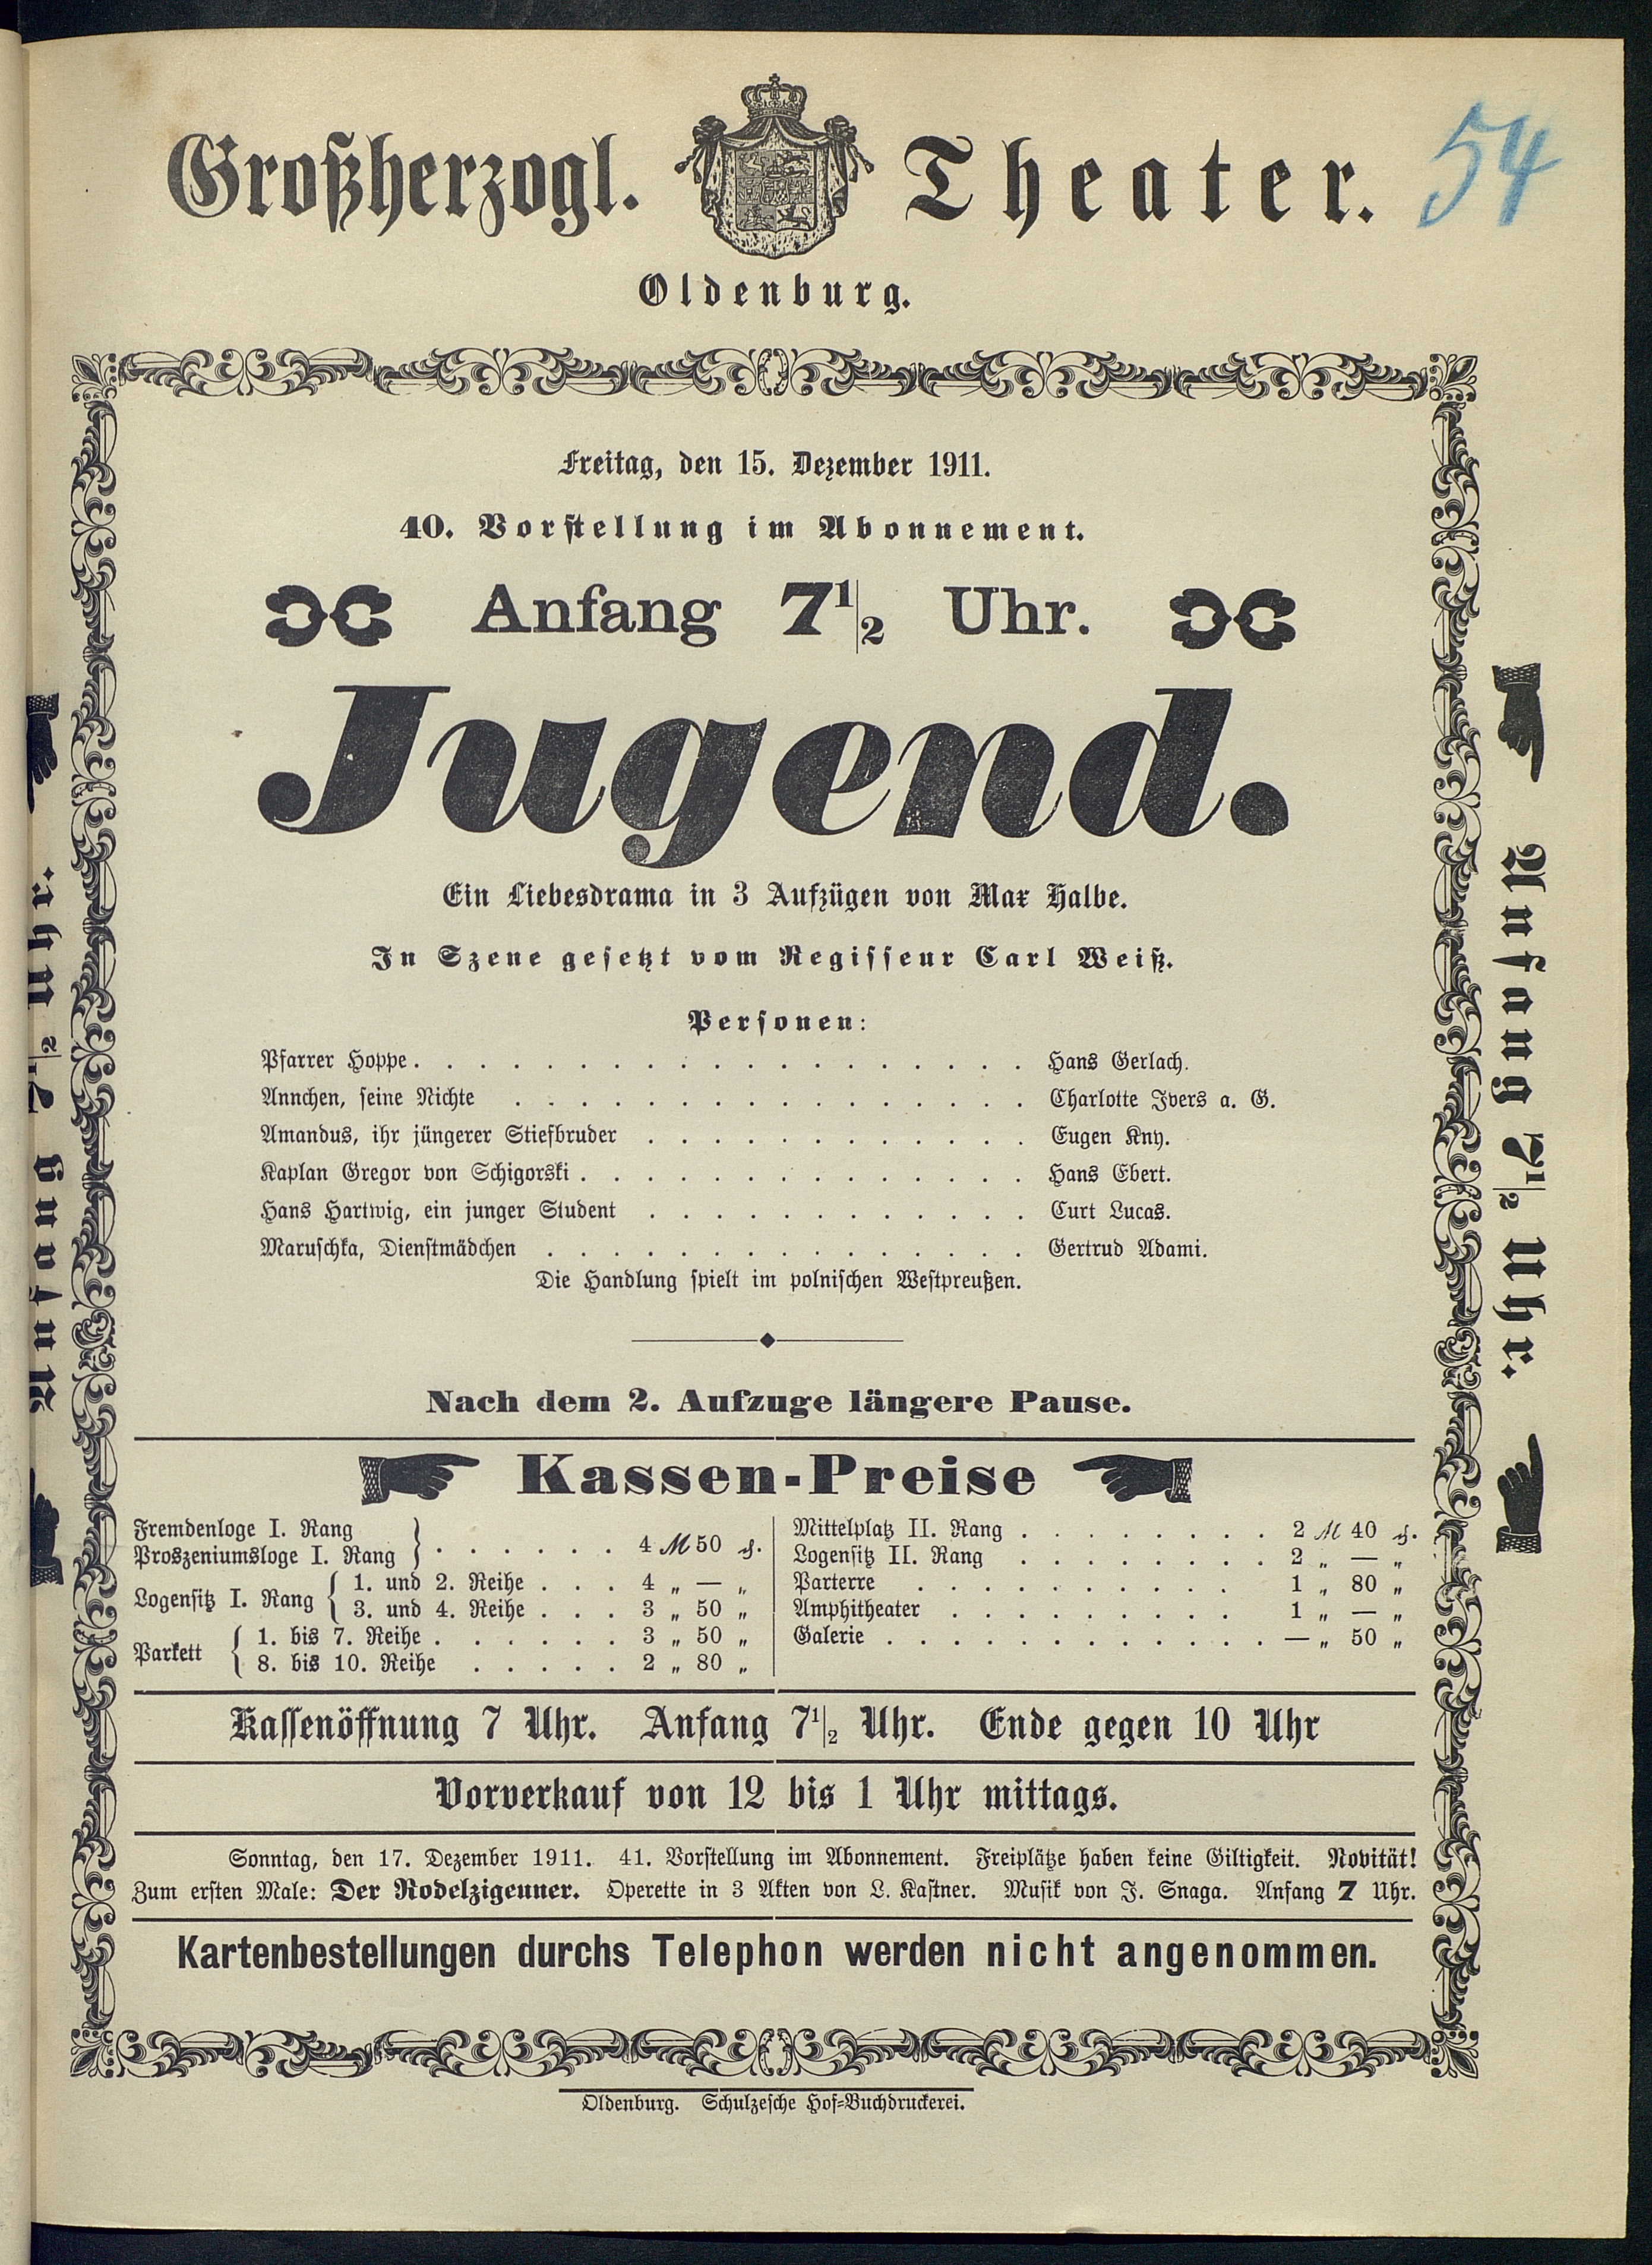 Großherzogl. Theater.
54
Oldenburg.
Freitag, den 15. Dezember 1911.
40. Vorstellung im Abonnement.
Anfang 7½ Uhr.
Jugend.
Ein Liebesdrama in 3 Aufzügen von Max Halbe.
In Szene gesetzt vom Regisseur Carl Weiß.
Personen:
Pfarrer Hoppe . . . . . . . . . . . . . . . . . . . Hans Gerlach.
Annchen, seine Nichte . . . . . . . . . . . . . . . . Charlotte Ivers a. G.
Amandus, ihr jüngerer Stiefbruder . . . . . . . . . . . . Eugen Kny.
Kaplan Gregor von Schigorski . . . . . . . . . . . . . . Hans Ebert.
Hans Hartwig, ein junger Student . . . . . . . . . . . . Curt Lucas.
Maruschka, Dienstmädchen . . . . . . . . . . . . . . . Gertrud Adami.
Die Handlung spielt im polnischen Westpreußen.
Nach dem 2. Aufzuge längere Pause.
Kassen-Preise
Fremdenloge I. Rang
Proszeniumsloge I. Rang } . . . . . . 4 M 50 ₰.
Logensitz I. Rang { 1. und 2. Reihe . . . 4 „ — „
3. und 4. Reihe . . . 3 „ 50 „
Parkett { 1. bis 7. Reihe . . . . . . 3 „ 50 „
8. bis 10. Reihe . . . . . 2 „ 80 „
Mittelplatz II. Rang . . . . . . . . 2 M 40 ₰.
Logensitz II. Rang . . . . . . . . 2 „ — „
Parterre . . . . . . . . . . 1 „ 80 „
Amphitheater . . . . . . . . . 1 „ — „
Galerie . . . . . . . . . . . . — „ 50 „
Kassenöffnung 7 Uhr. Anfang 7½ Uhr. Ende gegen 10 Uhr
Vorverkauf von 12 bis 1 Uhr mittags.
Sonntag, den 17. Dezember 1911. 41. Vorstellung im Abonnement. Freiplätze haben keine Giltigkeit. Novität!
Zum ersten Male: Der Rodelzigeuner. Operette in 3 Akten von L. Kastner. Musik von J. Snaga. Anfang 7 Uhr.
Kartenbestellungen durchs Telephon werden nicht angenommen.
Oldenburg. Schulzesche Hof=Buchdruckerei.
Anfang 7½ Uhr.
Anfang 7½ Uhr.